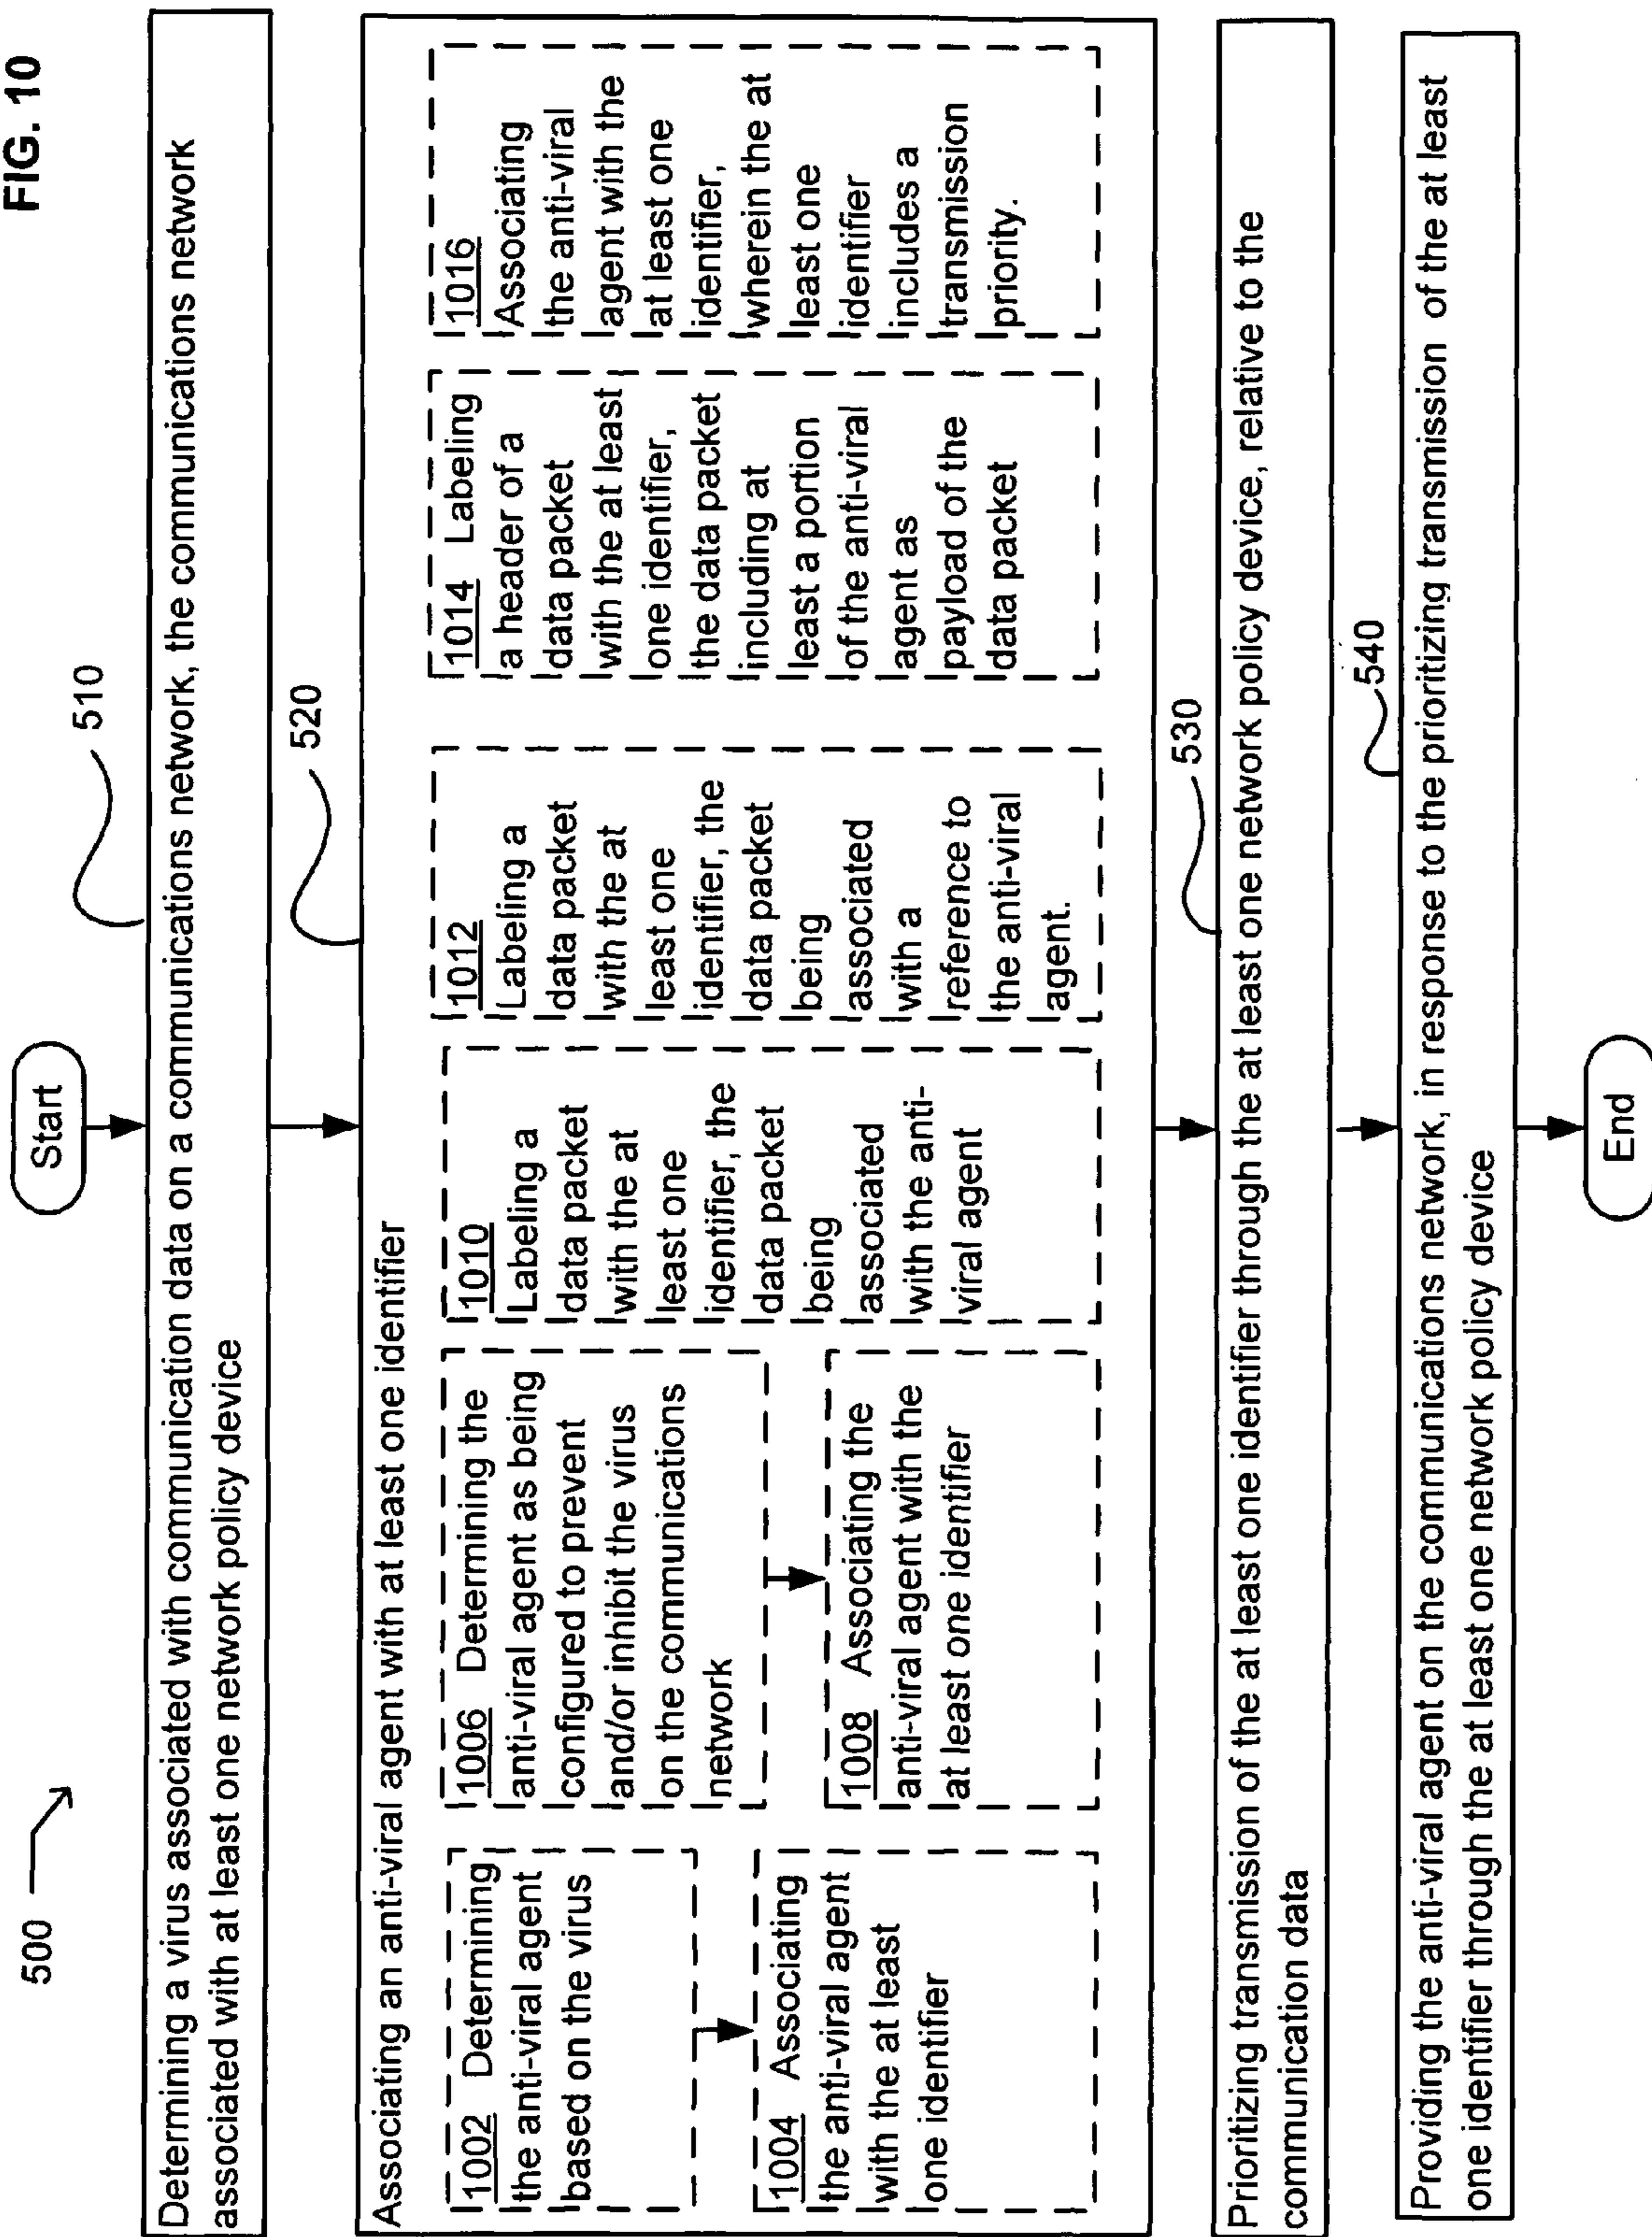 FIG. 10
500
Start
510
Determining a virus associated with communication data on a communications network, the communications network
associated with at least one network policy device
520
Associating an anti-viral agent with at least one identifier
1002 Determining
the anti-viral agent
based on the virus
1004 Associating
the anti-viral agent
with the at least
one identifier
1006 Determining the
anti-viral agent as being
configured to prevent
and/or inhibit the virus
on the communications
network
1008 Associating the
anti-viral agent with the
at least one identifier
1010
Labeling a
data packet
with the at
least one
identifier, the
data packet
being
associated
with the anti-
viral agent
1012
Labeling a
data packet
with the at
least one
identifier, the
data packet
being
associated
with a
reference to
the anti-viral
agent.
1014 Labeling
a header of a
data packet
with the at least
one identifier,
the data packet
including at
least a portion
of the anti-viral
agent as
payload of the
data packet
1016
Associating
the anti-viral
agent with the
at least one
identifier,
wherein the at
least one
identifier
includes a
transmission
priority.
530
Prioritizing transmission of the at least one identifier through the at least one network policy device, relative to the
communication data
540
Providing the anti-viral agent on the communications network, in response to the prioritizing transmission of the at least
one identifier through the at least one network policy device
End